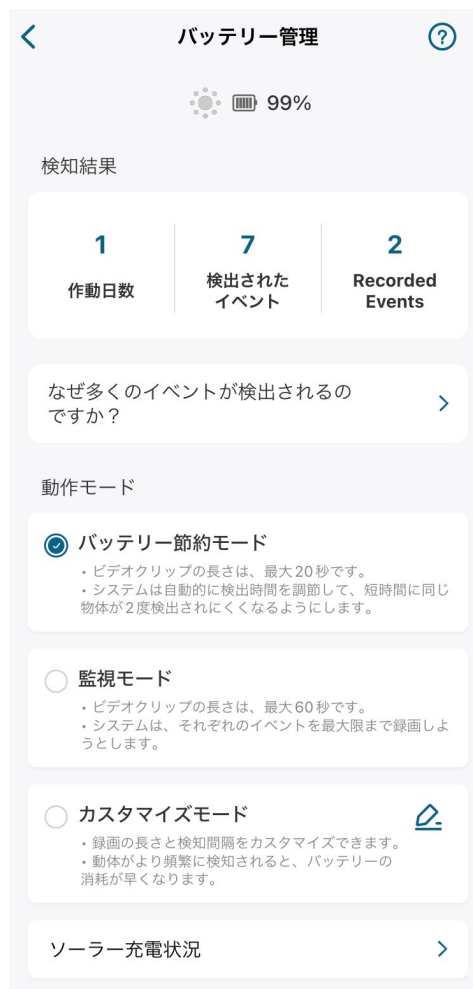 バッテリー管理
?
99%
検知結果
1
作動日数
7
検出された
イベント
2
Recorded
Events
なぜ多くのイベントが検出されるの
ですか？
動作モード
バッテリー節約モード
・ビデオクリップの長さは、最大20秒です。
・システムは自動的に検出時間を調節して、短時間に同じ
物体が2度検出されにくくなるようにします。
監視モード
・ビデオクリップの長さは、最大60秒です。
・システムは、それぞれのイベントを最大限まで録画しよ
うとします。
カスタマイズモード
・録画の長さと検知間隔をカスタマイズできます。
・動体がより頻繁に検知されると、バッテリーの
消耗が早くなります。
ソーラー充電状況